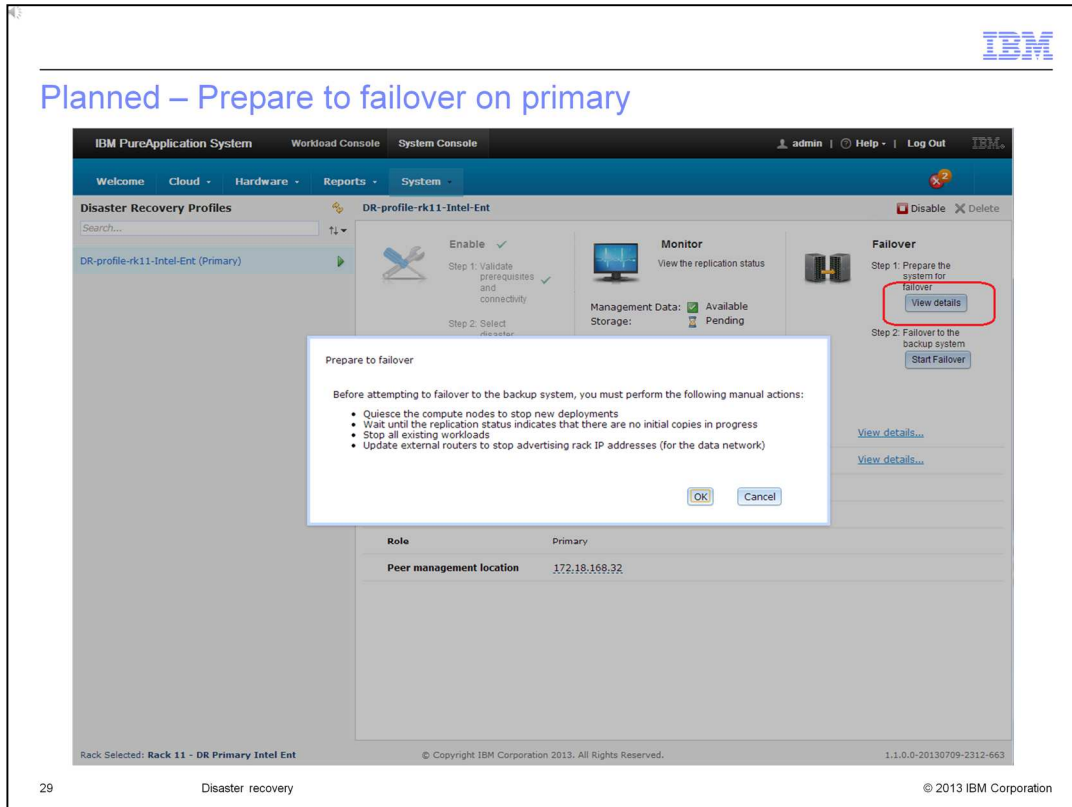 IBM
Planned – Prepare to failover on primary
IBM PureApplication System Workload Console System Console admin | Help | Log Out IBM
Welcome Cloud Hardware Reports System 2
Disaster Recovery Profiles
Search...
DR-profile-rk11-Intel-Ent (Primary)
DR-profile-rk11-Intel-Ent Disable Delete
Enable
Step 1: Validate
prerequisites
and
connectivity
Step 2: Select
disaster
Monitor
View the replication status
Management Data: Available
Storage: Pending
Failover
Step 1: Prepare the
system for
failover
View details
Step 2: Failover to the
backup system
Start Failover
Prepare to failover
Before attempting to failover to the backup system, you must perform the following manual actions:
• Quiesce the compute nodes to stop new deployments
• Wait until the replication status indicates that there are no initial copies in progress
• Stop all existing workloads
• Update external routers to stop advertising rack IP addresses (for the data network)
OK Cancel
View details...
View details...
Role Primary
Peer management location 172.18.168.32
Rack Selected: Rack 11 - DR Primary Intel Ent © Copyright IBM Corporation 2013. All Rights Reserved. 1.1.0.0-20130709-2312-663
29 Disaster recovery © 2013 IBM Corporation